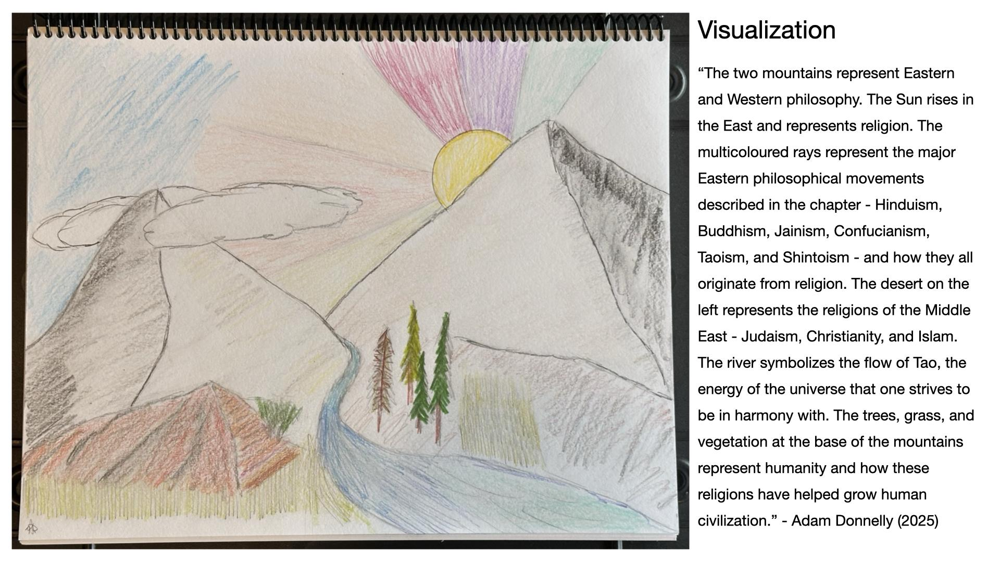 Visualization
“The two mountains represent Eastern
and Western philosophy. The Sun rises in
the East and represents religion. The
multicoloured rays represent the major
Eastern philosophical movements
described in the chapter - Hinduism,
Buddhism, Jainism, Confucianism,
Taoism, and Shintoism - and how they all
originate from religion. The desert on the
left represents the religions of the Middle
East - Judaism, Christianity, and Islam.
The river symbolizes the flow of Tao, the
energy of the universe that one strives to
be in harmony with. The trees, grass, and
vegetation at the base of the mountains
represent humanity and how these
religions have helped grow human
civilization.” - Adam Donnelly (2025)